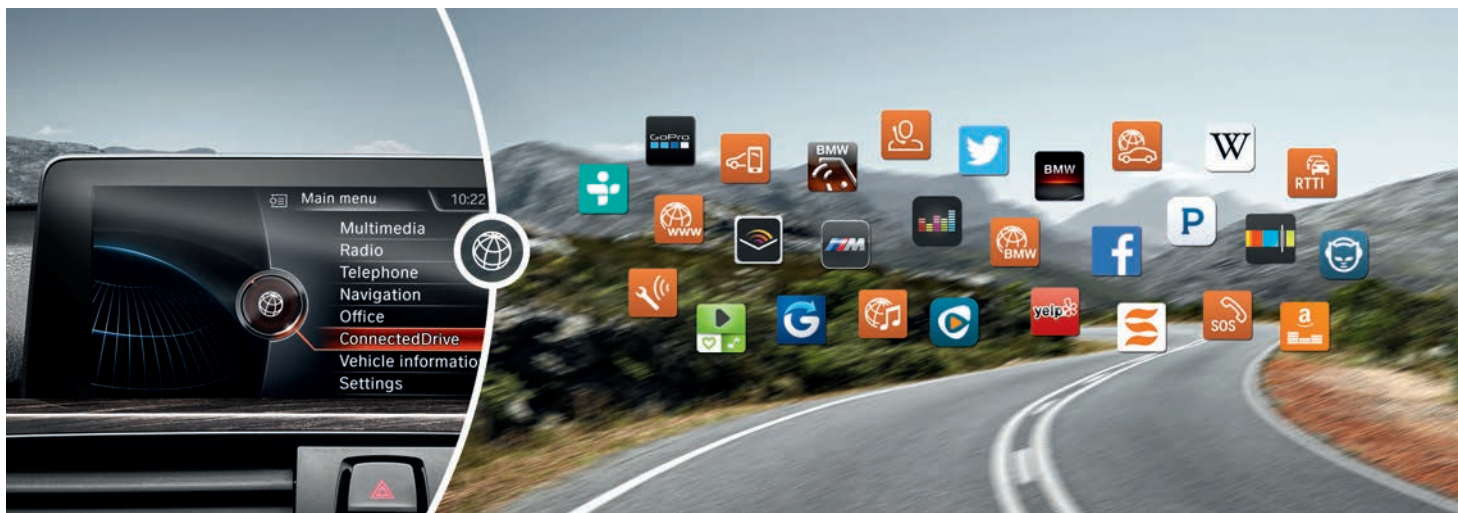 Main menu
10:22
Multimedia
Radio
Telephone
Navigation
Office
ConnectedDrive
Vehicle informatio
Settings
GoPro
BMW
BMW
W
RTTI
WWW
M
BMW
P
f
yelp
SOS
a